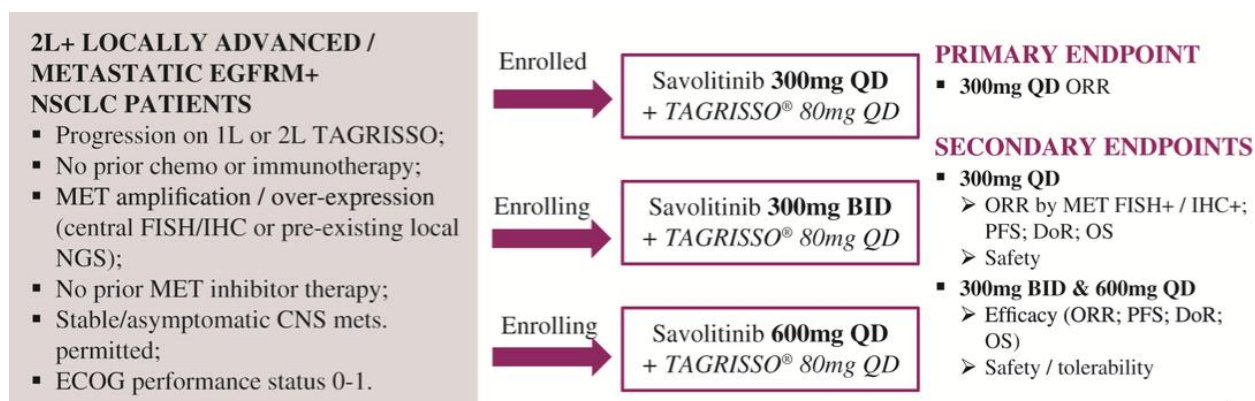 2L+ LOCALLY ADVANCED /
METASTATIC EGFRM+
NSCLC PATIENTS
▪ Progression on 1L or 2L TAGRISSO;
▪ No prior chemo or immunotherapy;
▪ MET amplification / over-expression
(central FISH/IHC or pre-existing local
NGS);
▪ No prior MET inhibitor therapy;
▪ Stable/asymptomatic CNS mets.
permitted;
▪ ECOG performance status 0-1.
Enrolled
Savolitinib 300mg QD
+ TAGRISSO® 80mg QD
Enrolling
Savolitinib 300mg BID
+ TAGRISSO® 80mg QD
Enrolling
Savolitinib 600mg QD
+ TAGRISSO® 80mg QD
PRIMARY ENDPOINT
▪ 300mg QD ORR
SECONDARY ENDPOINTS
▪ 300mg QD
➢ ORR by MET FISH+ / IHC+;
PFS; DoR; OS
➢ Safety
▪ 300mg BID & 600mg QD
➢ Efficacy (ORR; PFS; DoR;
OS)
➢ Safety / tolerability